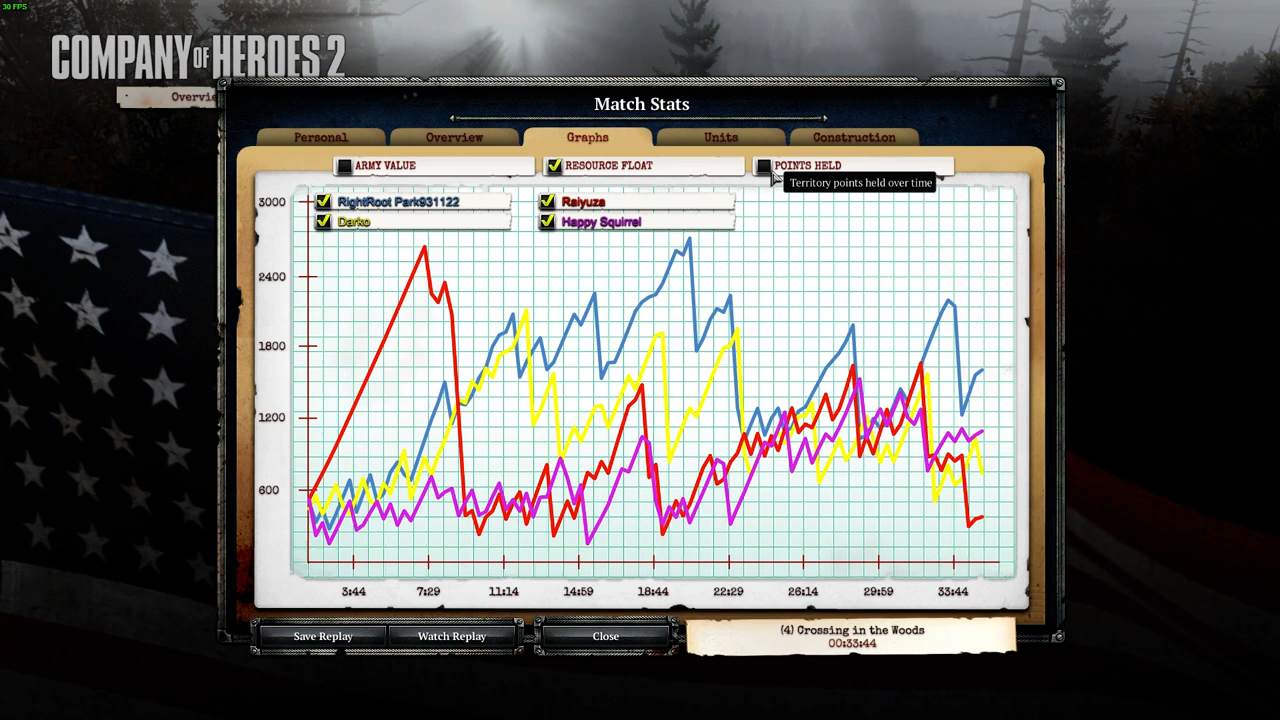 30 FPS
COMPANY OF HEROES 2
Overvie
Match Stats
Personal Overview Graphs Units Construction
ARMY VALUE RESOURCE FLOAT POINTS HELD
Territory points held over time
RightRoot Park931122 Raiyuza
Darko Happy Squirrel
3000
2400
1800
1200
600
3:44 7:29 11:14 14:59 18:44 22:29 26:14 29:59 33:44
Save Replay Watch Replay Close
(4) Crossing in the Woods
00:33:44